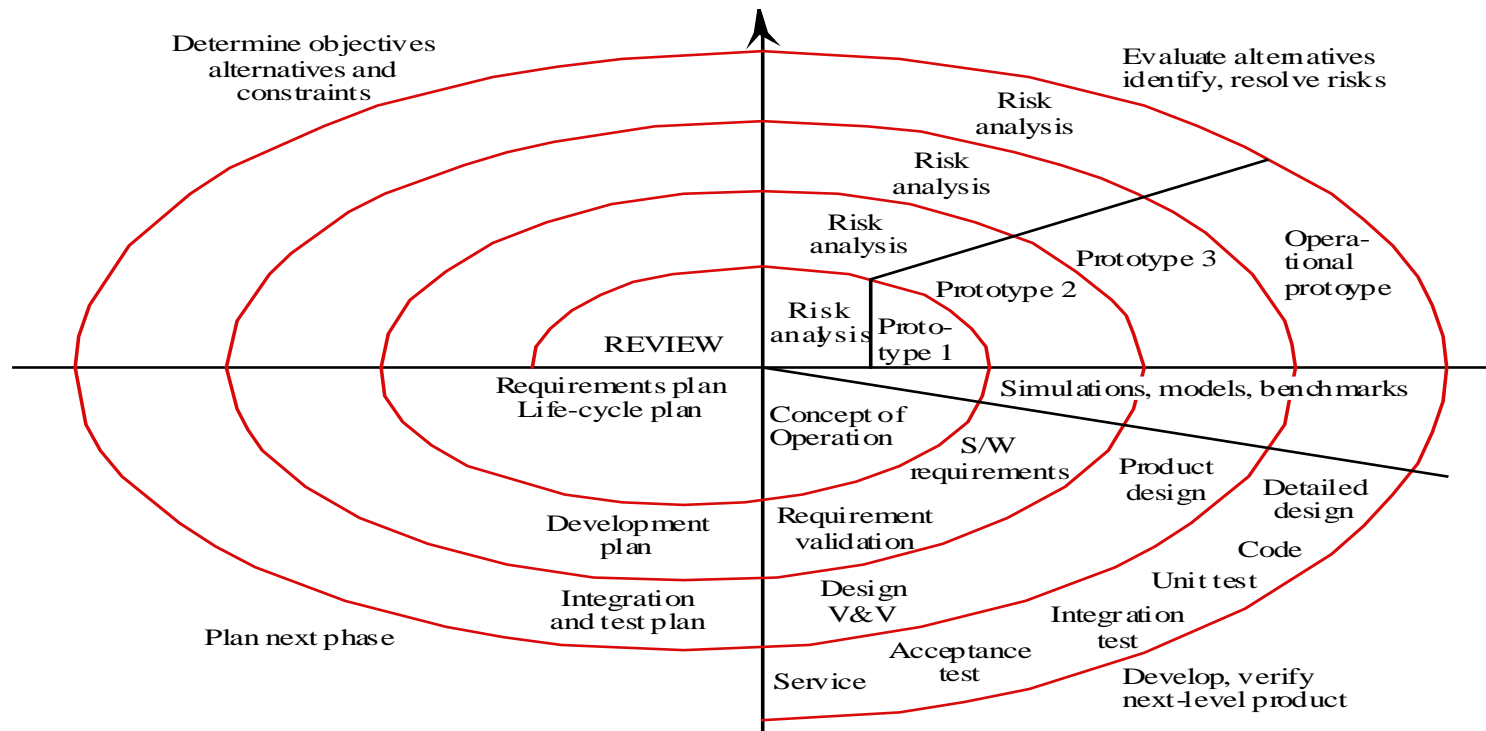 Determine objectives
alternatives and
constraints
Evaluate alternatives
identify, resolve risks
Risk
analysis
Risk
analysis
Risk
analysis
Risk
analysis
Proto-
type 1
Prototype 2
Prototype 3
Opera-
tional
protoype
REVIEW
Requirements plan
Life-cycle plan
Simulations, models, benchmarks
Concept of
Operation
S/W
requirements
Product
design
Detailed
design
Development
plan
Requirement
validation
Code
Unit test
Integration
and test plan
Design
V&V
Integration
test
Plan next phase
Acceptance
test
Service
Develop, verify
next-level product